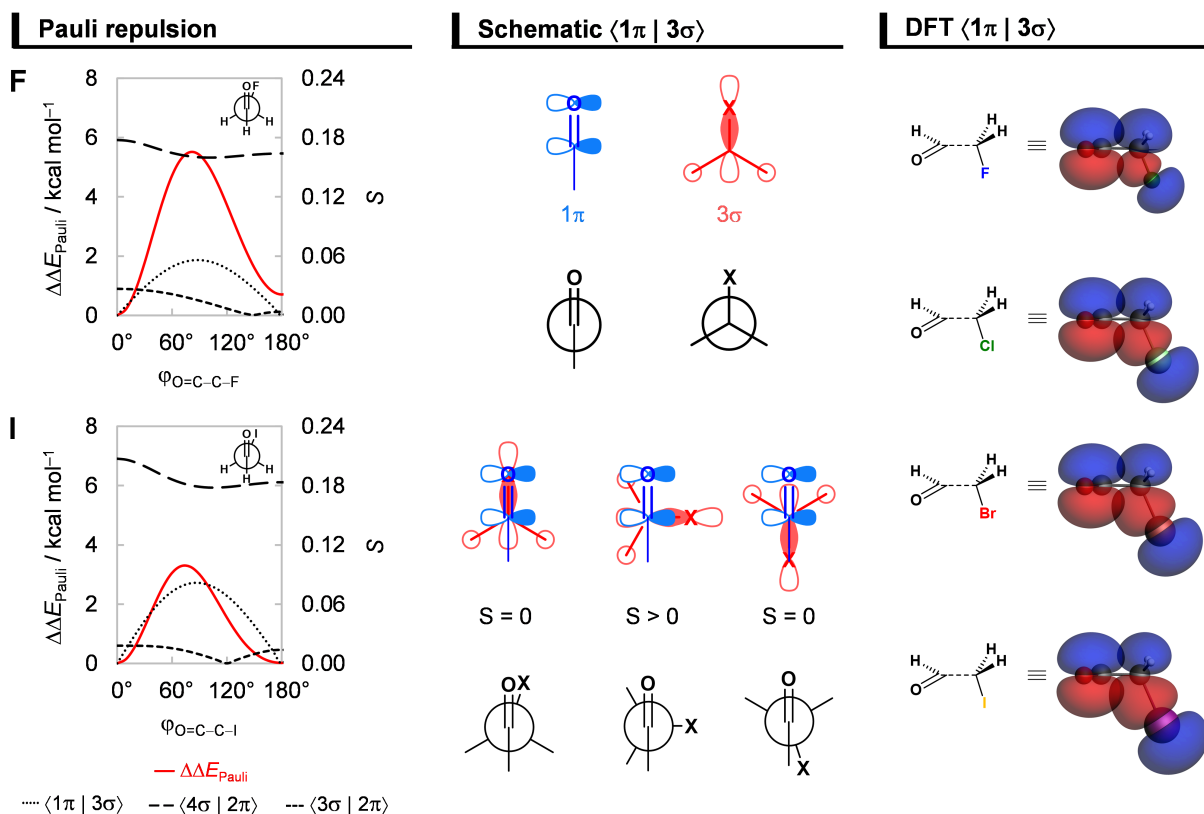 Pauli repulsion
Schematic ⟨1π | 3σ⟩
DFT ⟨1π | 3σ⟩
F
8
6
4
2
0
ΔΔE_Pauli / kcal mol⁻¹
0.24
0.18
0.12
0.06
0.00
S
O F
H H
H
0° 60° 120° 180°
φ_O=C–C–F
I
8
6
4
2
0
ΔΔE_Pauli / kcal mol⁻¹
0.24
0.18
0.12
0.06
0.00
S
O I
H H
H
0° 60° 120° 180°
φ_O=C–C–I
ΔΔE_Pauli
⟨1π | 3σ⟩ ⟨4σ | 2π⟩ ⟨3σ | 2π⟩
O X
1π 3σ
O X
O O X O X
S = 0 S > 0 S = 0
O X O X O X
H H H
O F
≡
H H H
O Cl
≡
H H H
O Br
≡
H H H
O I
≡